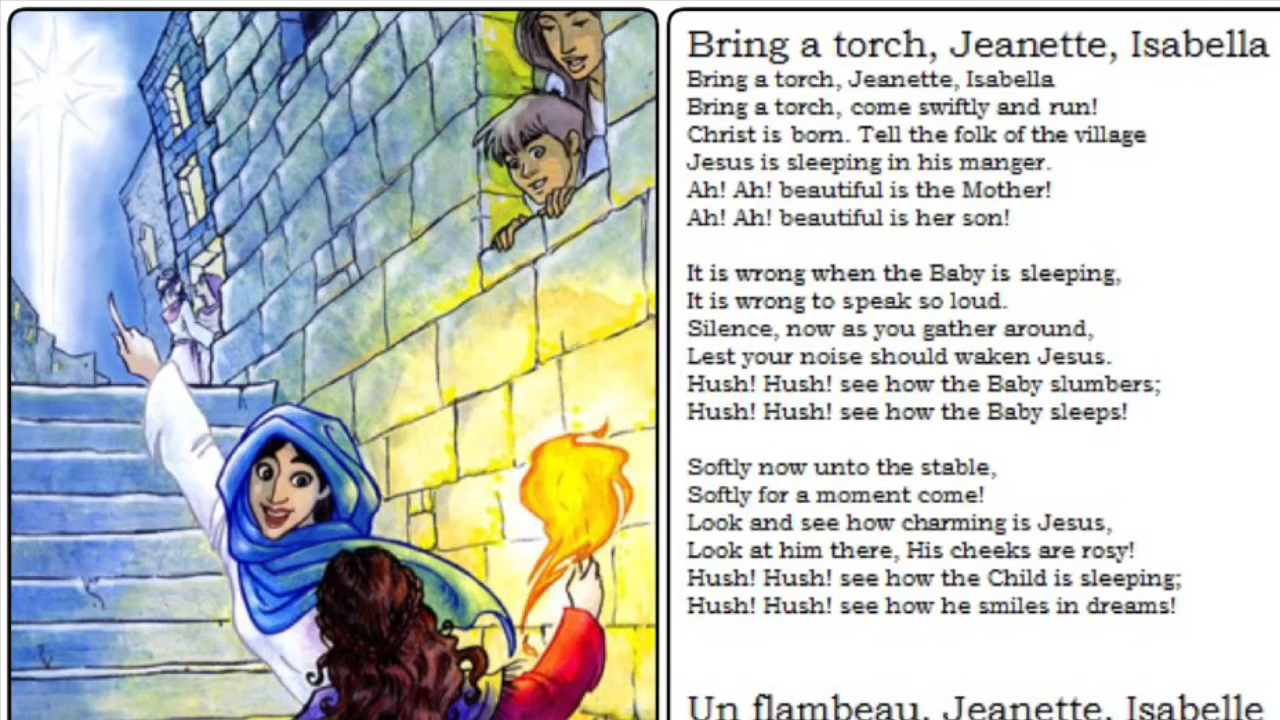 Bring a torch, Jeanette, Isabella
Bring a torch, Jeanette, Isabella
Bring a torch, come swiftly and run!
Christ is born. Tell the folk of the village
Jesus is sleeping in his manger.
Ah! Ah! beautiful is the Mother!
Ah! Ah! beautiful is her son!
It is wrong when the Baby is sleeping,
It is wrong to speak so loud.
Silence, now as you gather around,
Lest your noise should waken Jesus.
Hush! Hush! see how the Baby slumbers;
Hush! Hush! see how the Baby sleeps!
Softly now unto the stable,
Softly for a moment come!
Look and see how charming is Jesus,
Look at him there, His cheeks are rosy!
Hush! Hush! see how the Child is sleeping;
Hush! Hush! see how he smiles in dreams!
Un flambeau, Jeanette, Isabelle